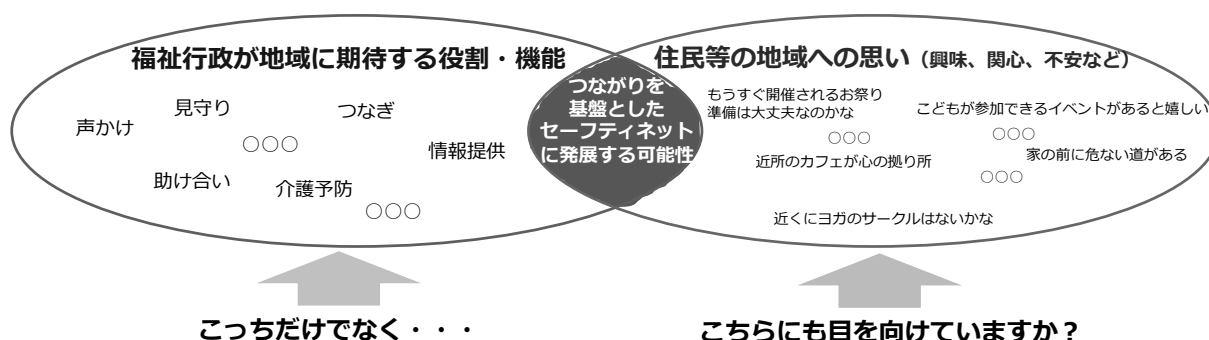 福祉行政が地域に期待する役割・機能
声かけ
見守り
○○○
つなぎ
情報提供
助け合い
介護予防
○○○
つながりを
基盤とした
セーフティネット
に発展する可能性
住民等の地域への思い（興味、関心、不安など）
もうすぐ開催されるお祭り
準備は大丈夫なのかな
○○○
こどもが参加できるイベントがあると嬉しい
○○○
近所のカフェが心の拠り所
家の前に危ない道がある
○○○
近くにヨガのサークルはないかな
こっちだけでなく・・・
こちらにも目を向けていますか？